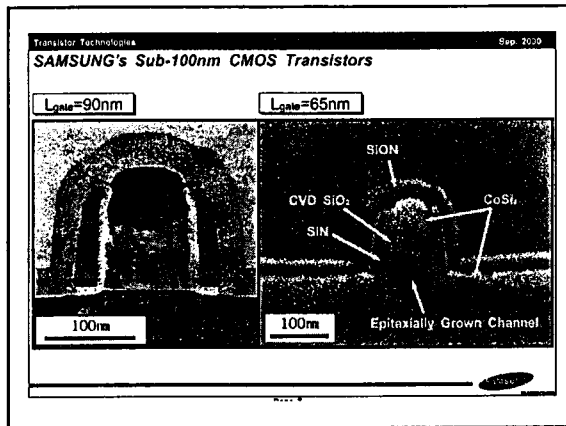 Transistor Technologies
Sep. 2000
SAMSUNG's Sub-100nm CMOS Transistors
Lgate=90nm
Lgate=65nm
SiON
CVD SiO₂
CoSi₂
SiN
100nm
100nm
Epitexially Grown Channel